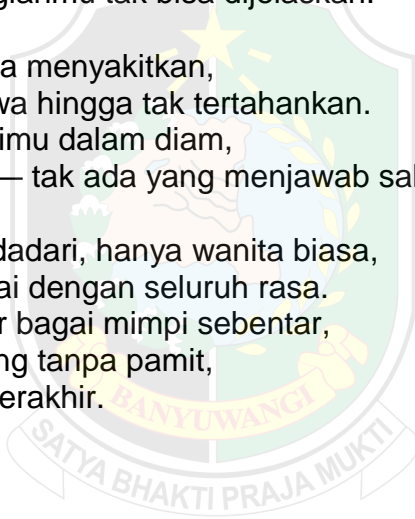 tak bisa dijelaskan.
a menyakitkan,
wa hingga tak tertahankan.
imu dalam diam,
— tak ada yang menjawab sal
dadari, hanya wanita biasa,
ai dengan seluruh rasa.
r bagai mimpi sebentar,
ng tanpa pamit,
erakhir.
BANYUWANGI
SATYA BHAKTI PRAJA MUKTI